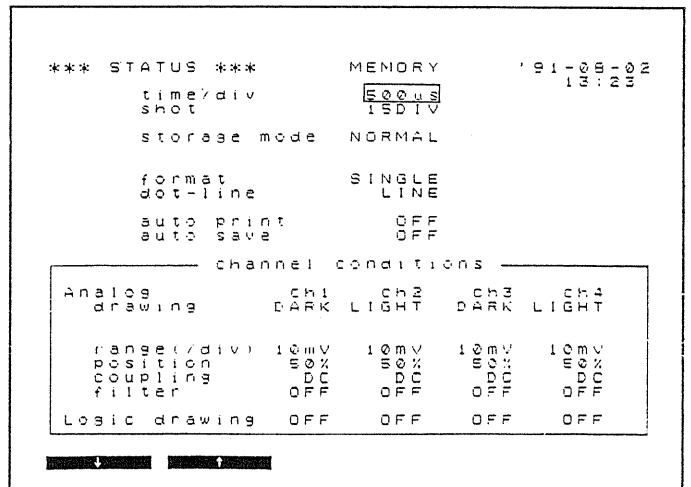 *** STATUS *** MEMORY '91-08-02
13:23
time/div 500us
shot 15DIV
storage mode NORMAL
format SINGLE
dot-line LINE
auto print OFF
auto save OFF
channel conditions
Analog ch1 ch2 ch3 ch4
drawing DARK LIGHT DARK LIGHT
range(/div) 10mV 10mV 10mV 10mV
position 50% 50% 50% 50%
coupling DC DC DC DC
filter OFF OFF OFF OFF
Logic drawing OFF OFF OFF OFF
↓ ↑